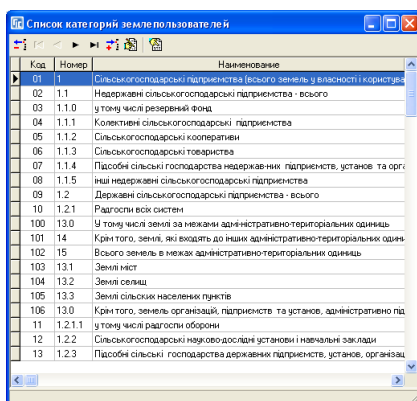 Список категорий землепользователей
Код Номер Наименование
01 1 Сільськогосподарські підприємства (всього земель у власності і користува
02 1.1 Недержавні сільськогосподарські підприємства - всього
03 1.1.0 у тому числі резервний фонд
04 1.1.1 Колективні сільськогосподарські підприємства
05 1.1.2 Сільськогосподарські кооперативи
06 1.1.3 Сільськогосподарські товариства
07 1.1.4 Підсобні сільські господарства недержав-них підприємств, установ та орга
08 1.1.5 інші недержавні сільськогосподарські підприємства
09 1.2 Державні сільськогосподарські підприємства - всього
10 1.2.1 Радгоспи всіх систем
100 13.0 У тому числі землі за межами адміністративно-територіальних одиниць
101 14 Крім того, землі, які входять до інших адміністративно-територіальних один
102 15 Всього земель в межах адміністративно-територіальних одиниць
103 13.1 Землі міст
104 13.2 Землі селищ
105 13.3 Землі сільских населених пунктів
106 13.0 Крім того, земель організацій, підприємств та установ, адміністративно під
11 1.2.1.1 у тому числі радгоспи оборони
12 1.2.2 Сільськогосподарські науково-дослідні установи і навчальні заклади
13 1.2.3 Підсобні сільські господарства державних підприємств, установ, організац